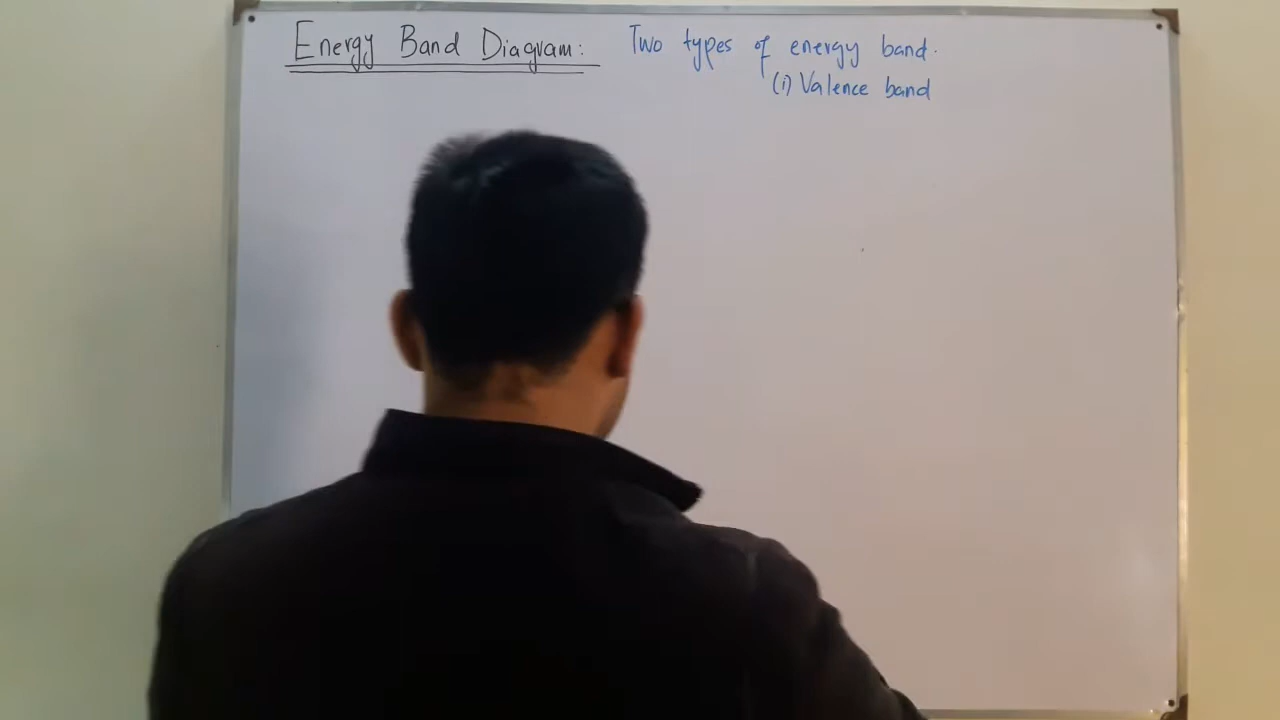 Energy Band Diagram: Two types of energy band.
(i) Valence band